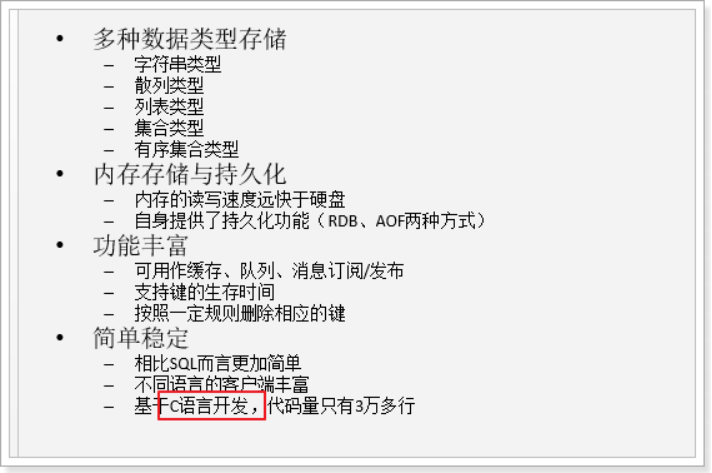 • 多种数据类型存储
– 字符串类型
– 散列类型
– 列表类型
– 集合类型
– 有序集合类型
• 内存存储与持久化
– 内存的读写速度远快于硬盘
– 自身提供了持久化功能（RDB、AOF两种方式）
• 功能丰富
– 可用作缓存、队列、消息订阅/发布
– 支持键的生存时间
– 按照一定规则删除相应的键
• 简单稳定
– 相比SQL而言更加简单
– 不同语言的客户端丰富
– 基于C语言开发，代码量只有3万多行